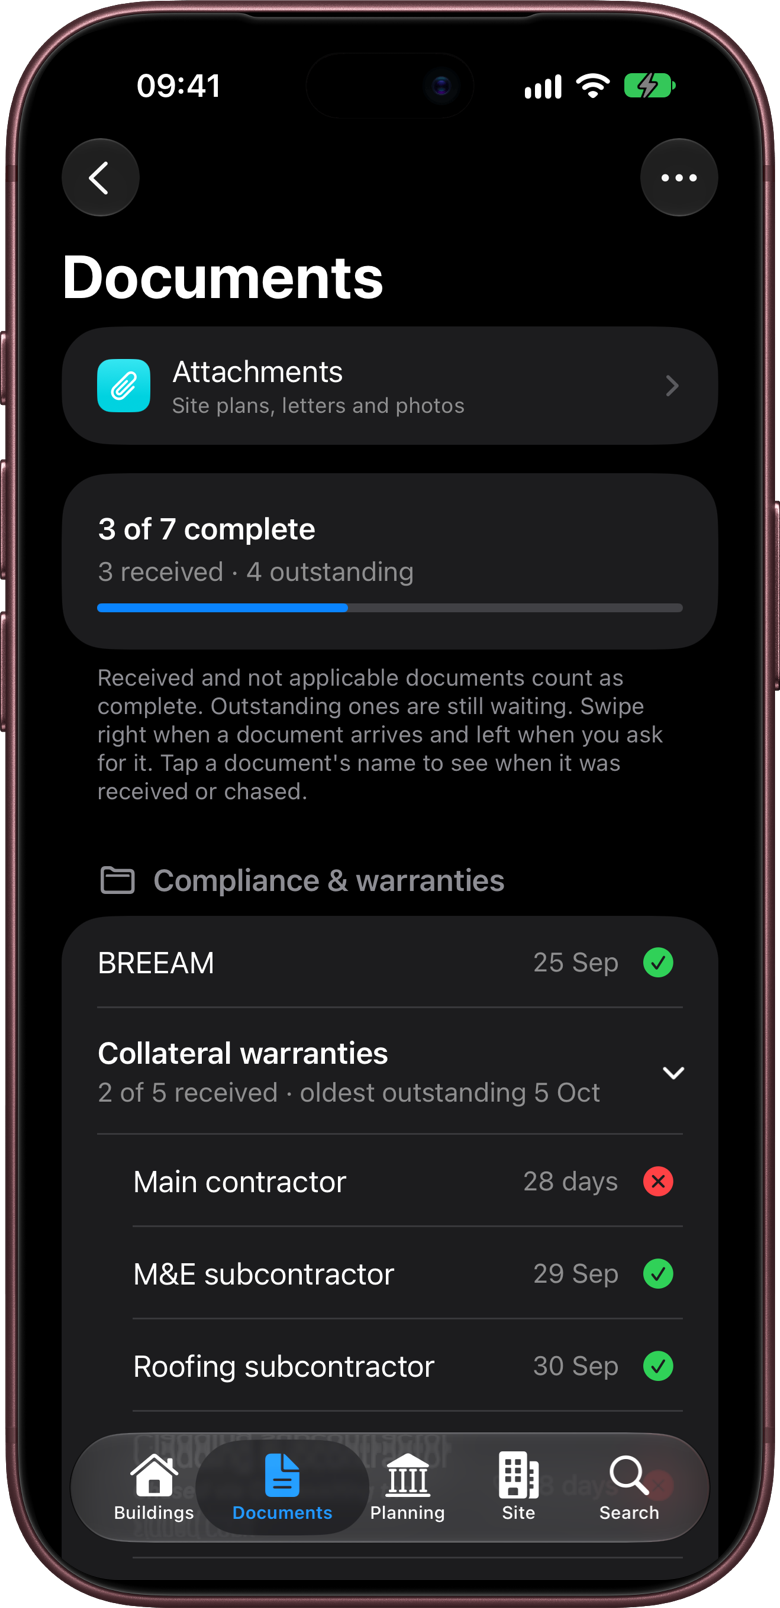 09:41
Documents
Attachments
Site plans, letters and photos
3 of 7 complete
3 received · 4 outstanding
Received and not applicable documents count as
complete. Outstanding ones are still waiting. Swipe
right when a document arrives and left when you ask
for it. Tap a document's name to see when it was
received or chased.
Compliance & warranties
BREEAM 25 Sep
Collateral warranties
2 of 5 received · oldest outstanding 5 Oct
Main contractor 28 days
M&E subcontractor 29 Sep
Roofing subcontractor 30 Sep
Buildings Documents Planning Site Search